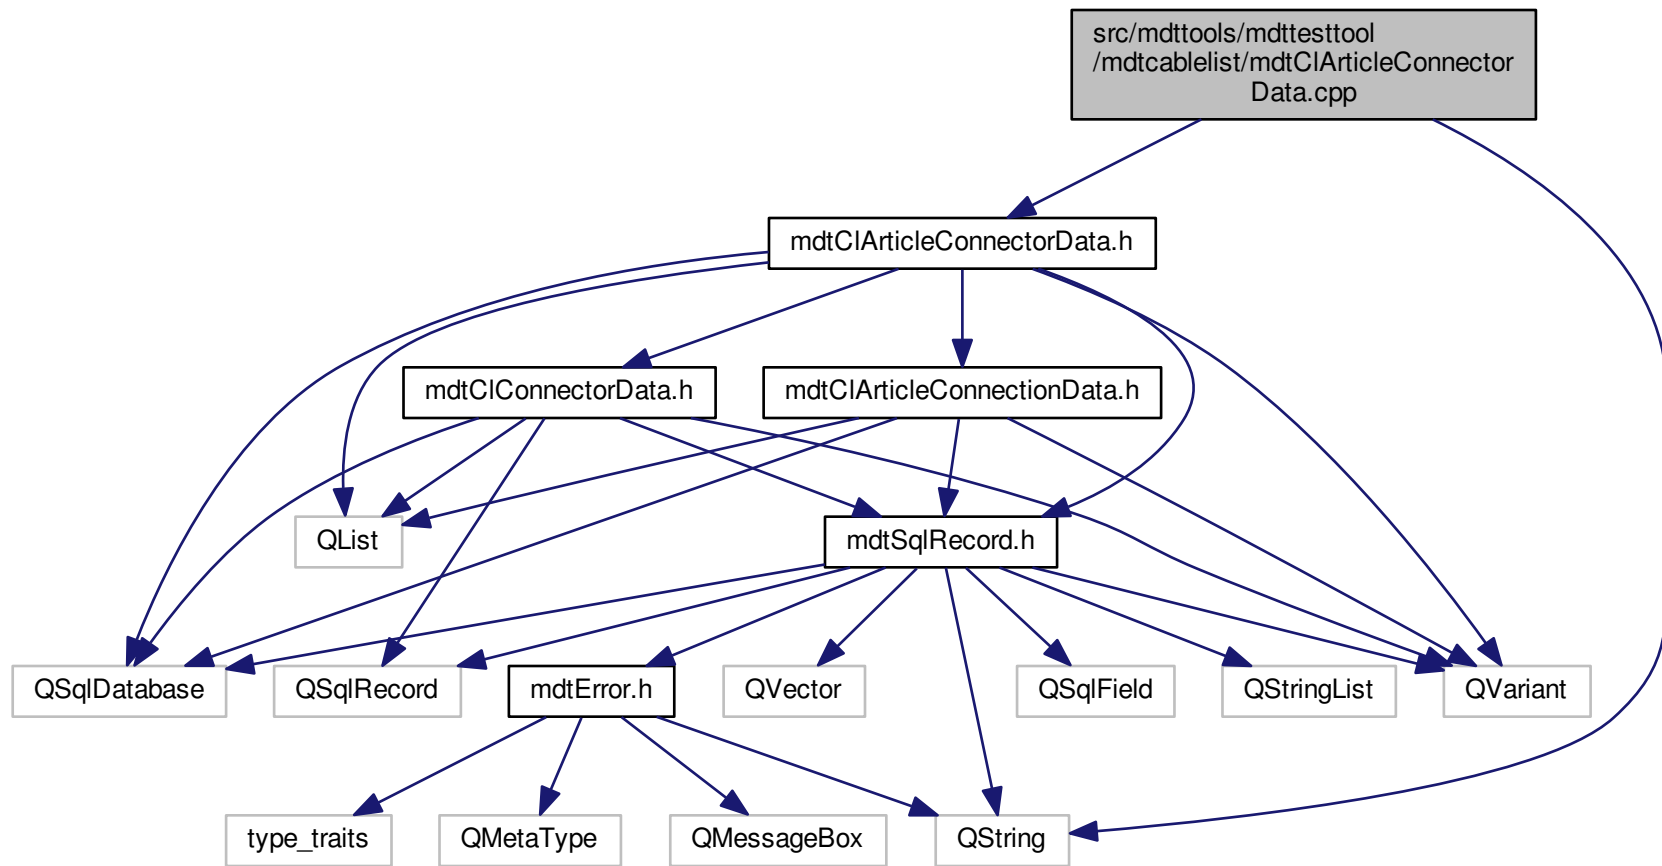 src/mdttools/mdttesttool
/mdtcablelist/mdtClArticleConnector
Data.cpp
mdtClArticleConnectorData.h
mdtClConnectorData.h
mdtClArticleConnectionData.h
QList
mdtSqlRecord.h
QSqlDatabase
QSqlRecord
mdtError.h
QVector
QSqlField
QStringList
QVariant
type_traits
QMetaType
QMessageBox
QString